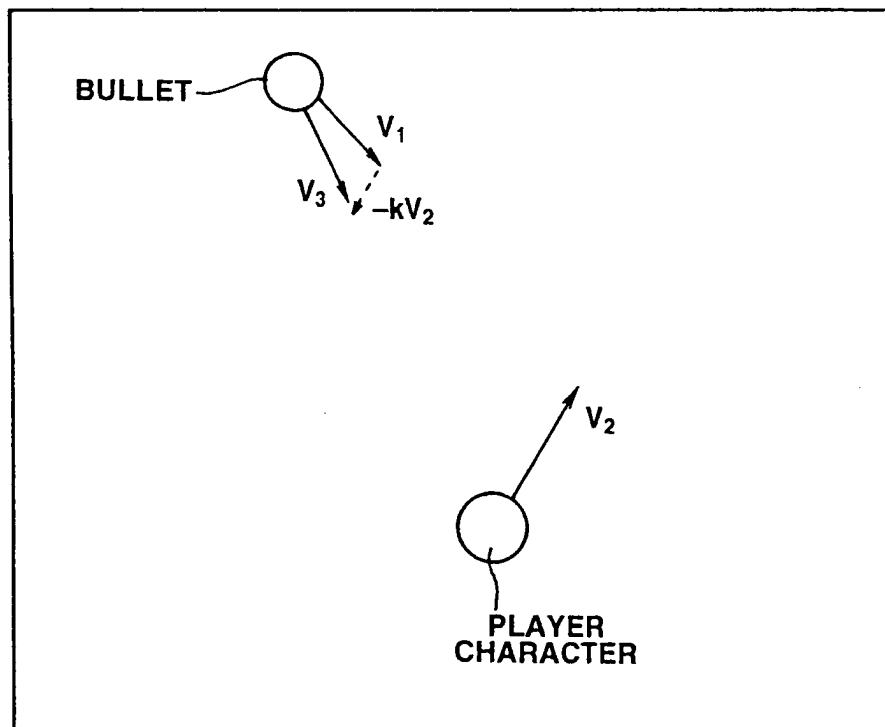 BULLET
V₁
V₃
–kV₂
V₂
PLAYER
CHARACTER